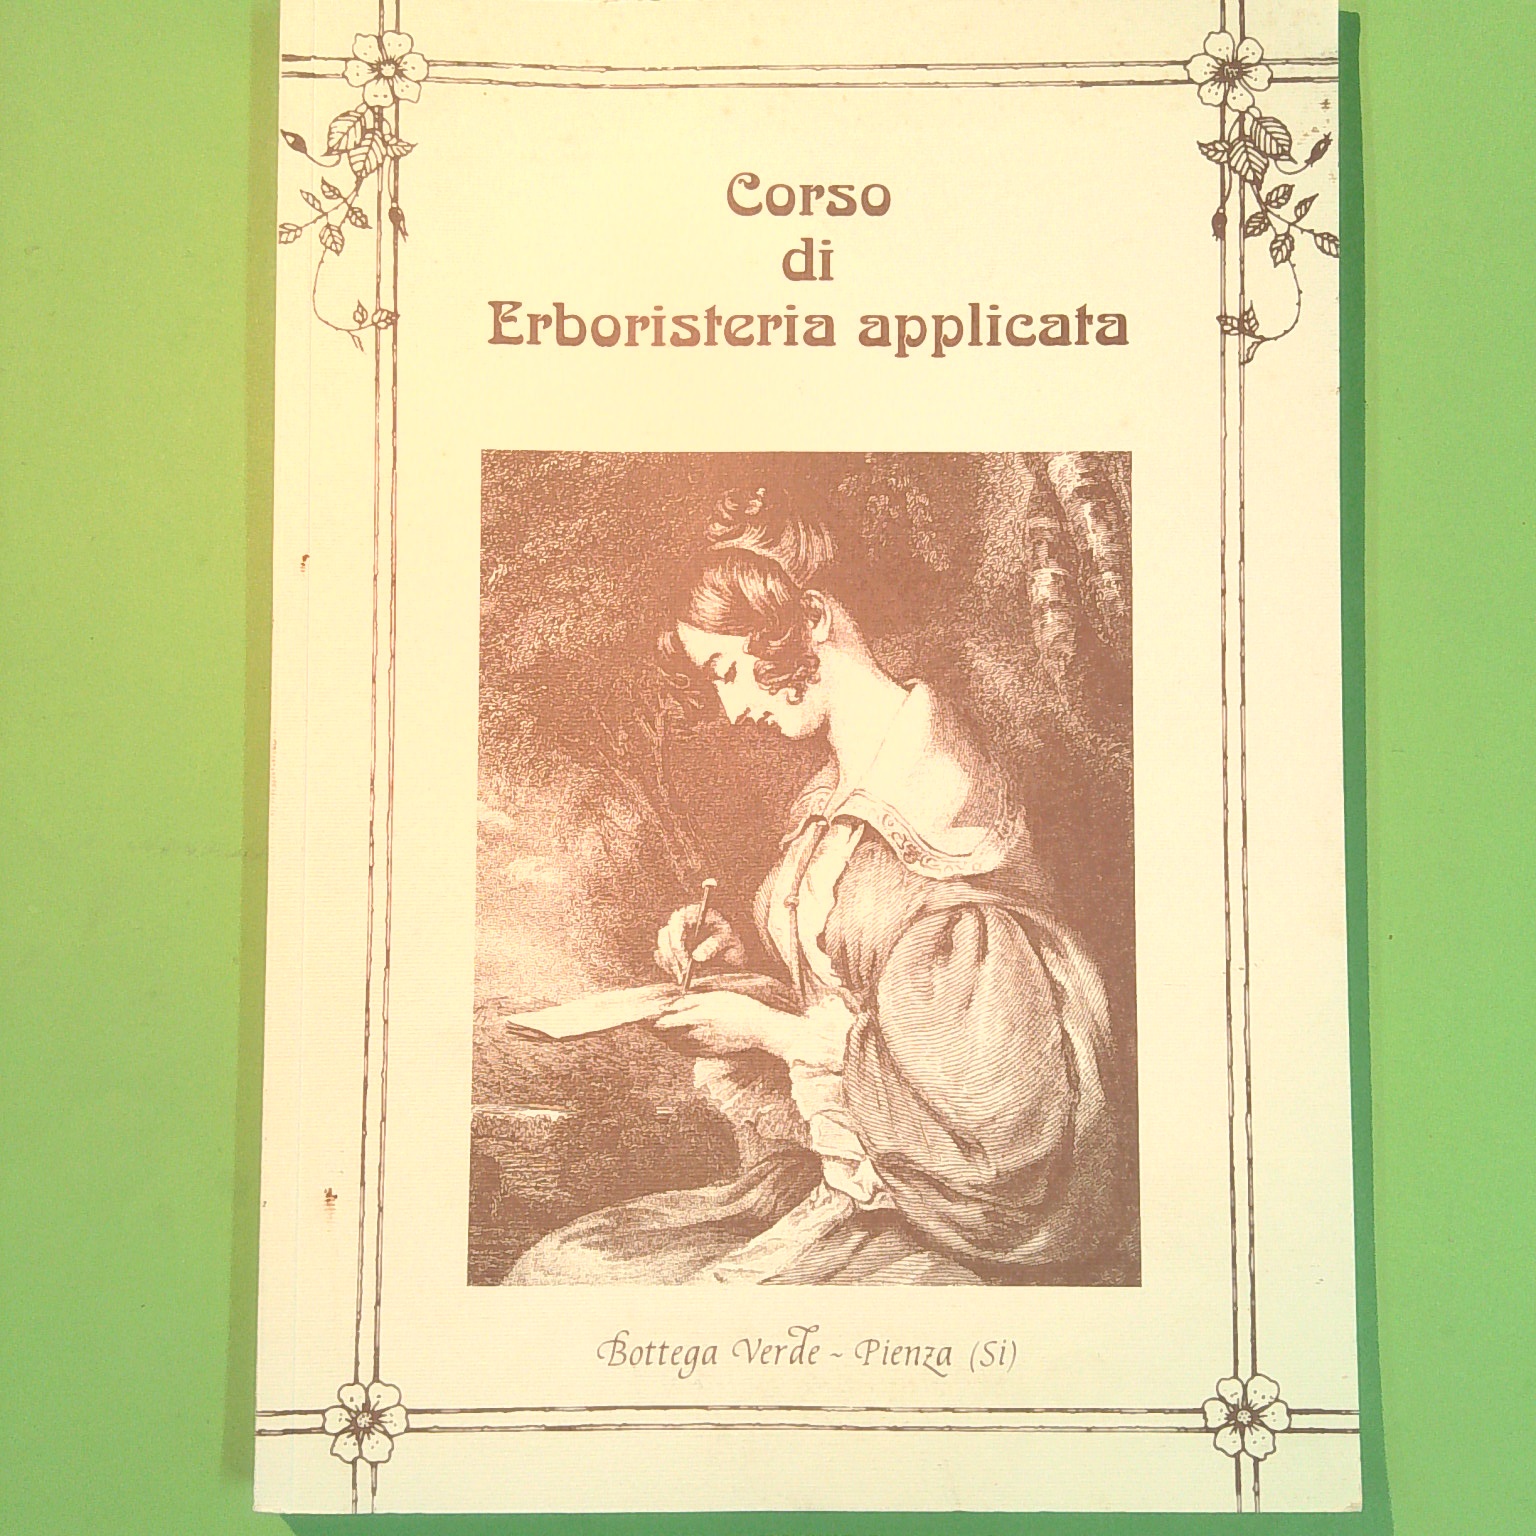 Corso
di
Erboristeria applicata
Bottega Verde ~ Pienza (Si)